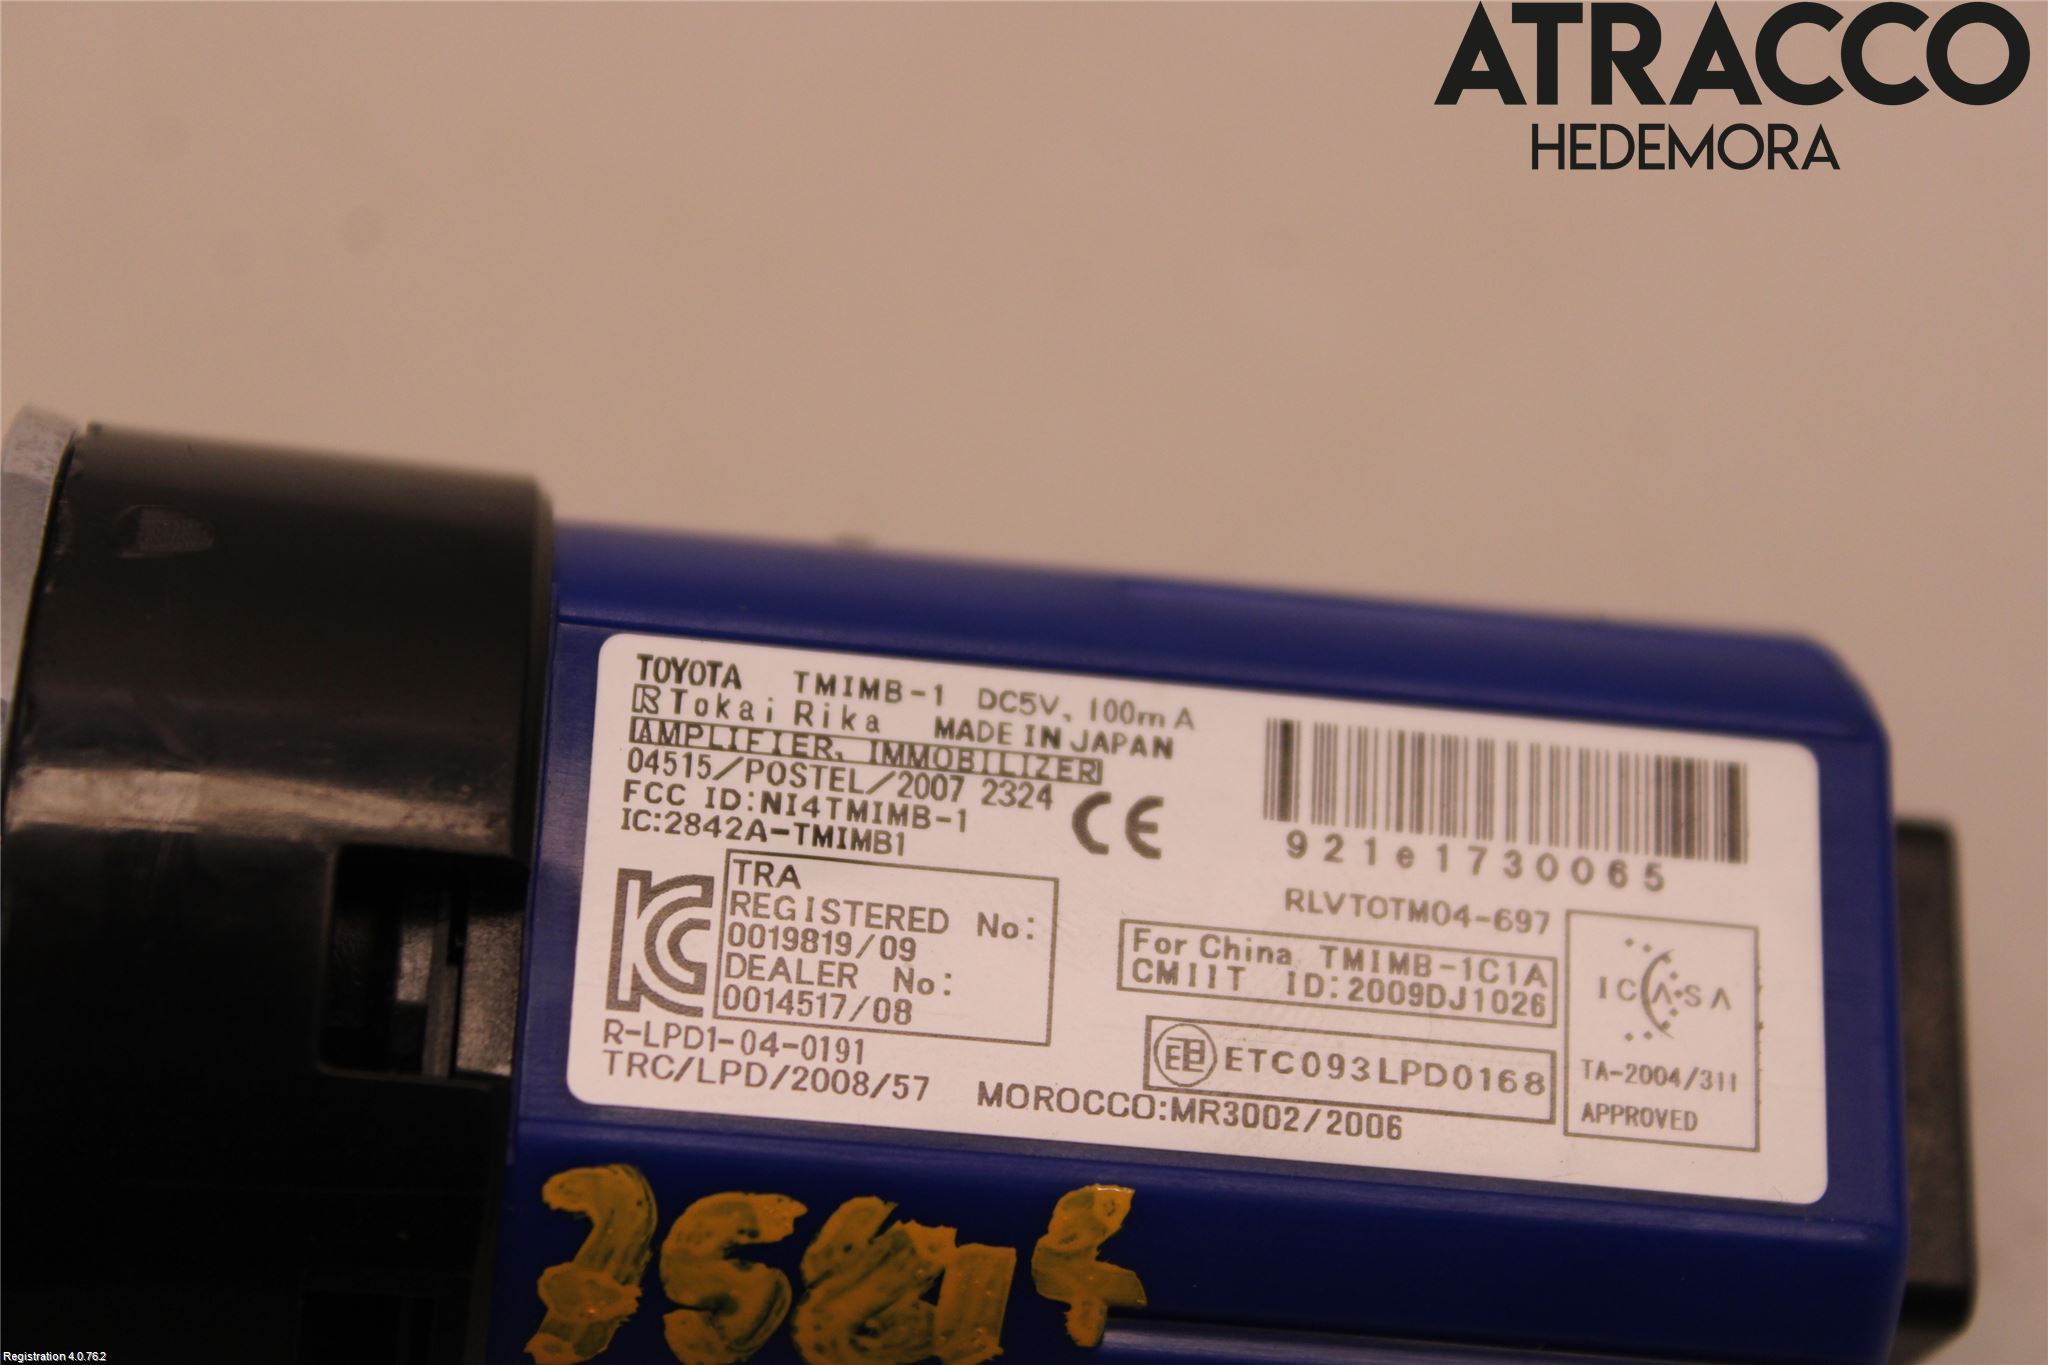 ATRACCO
HEDEMORA
TOYOTA TMIMB-1 DC5V, 100mA
Tokai Rika MADE IN JAPAN
AMPLIFIER, IMMOBILIZER
04515/POSTEL/2007 2324
FCC ID:NI4TMIMB-1
IC:2842A-TMIMB1
CE
TRA
REGISTERED No:
0019819/09
DEALER No:
0014517/08
R-LPD1-04-0191
TRC/LPD/2008/57
921e1730065
RLVTOTM04-697
For China TMIMB-1C1A
CMIIT ID:2009DJ1026
ETC093LPD0168
MOROCCO:MR3002/2006
ICASA
TA-2004/311
APPROVED
Registration 4.0.76.2